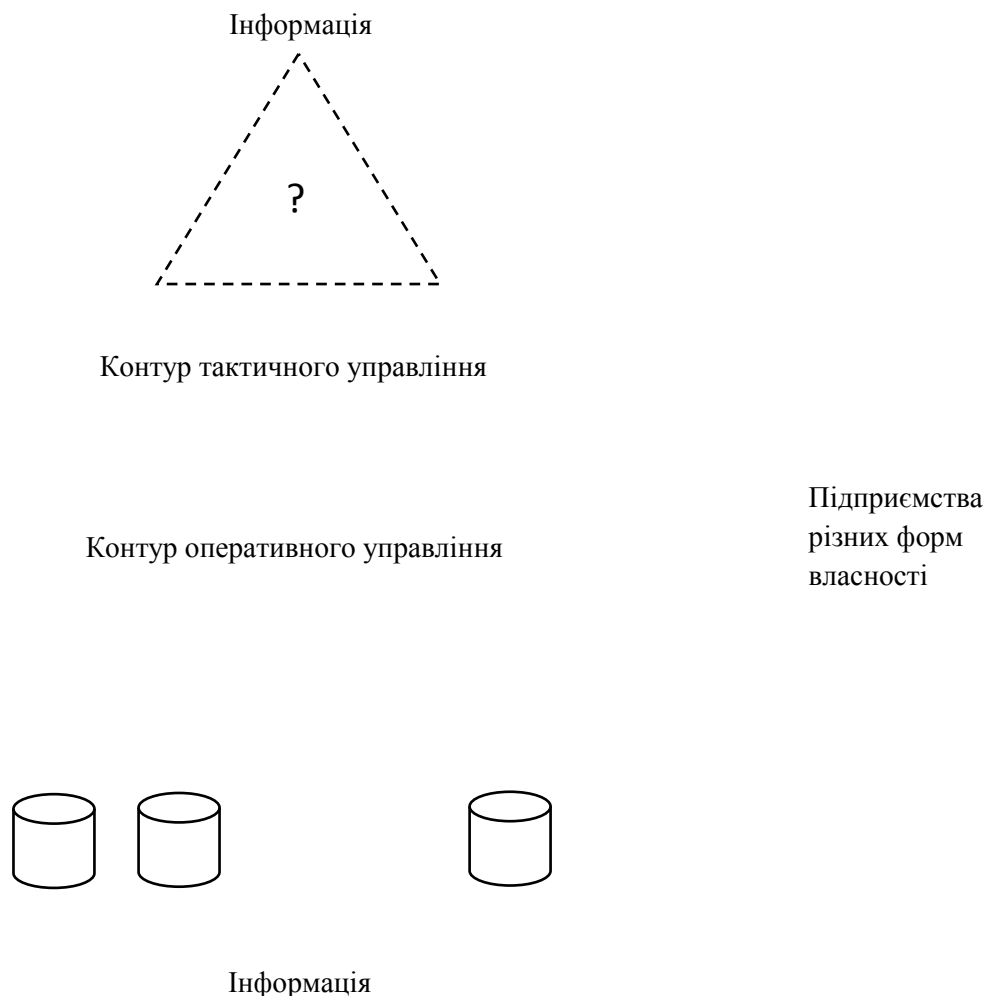 Інформація
?
Контур тактичного управління
Підприємства
різних форм
власності
Контур оперативного управління
Інформація